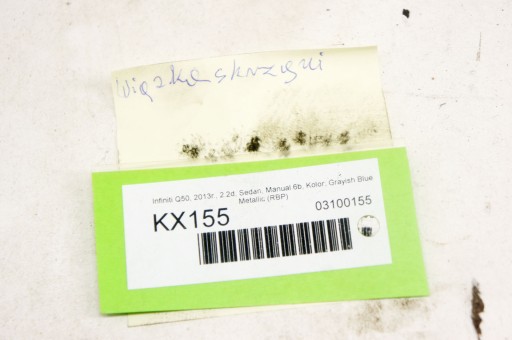 Wiązka skrzyni
Infiniti Q50, 2013r., 2.2d, Sedan, Manual 6b, Kolor: Grayish Blue
Metallic (RBP)
KX155
03100155